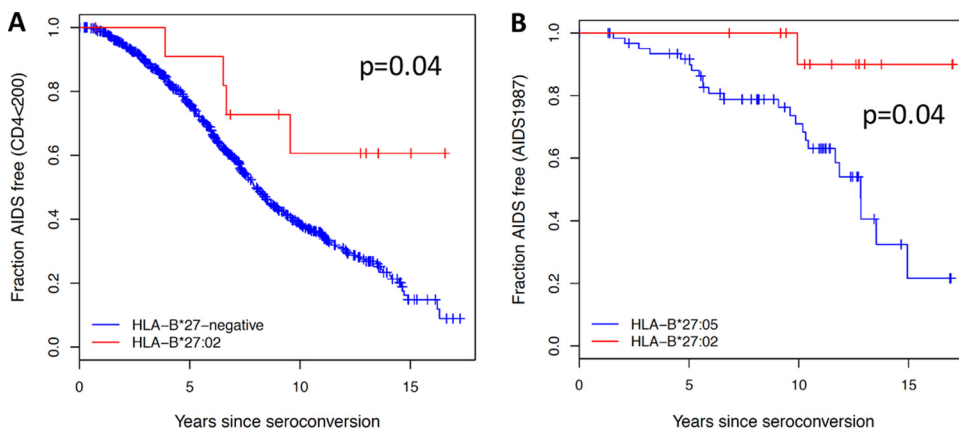 A
p=0.04
Fraction AIDS free (CD4<200)
1.0
0.8
0.6
0.4
0.2
0.0
HLA-B*27-negative
HLA-B*27:02
0
5
10
15
Years since seroconversion
B
p=0.04
Fraction AIDS free (AIDS1987)
1.0
0.8
0.6
0.4
0.2
0.0
HLA-B*27:05
HLA-B*27:02
0
5
10
15
Years since seroconversion